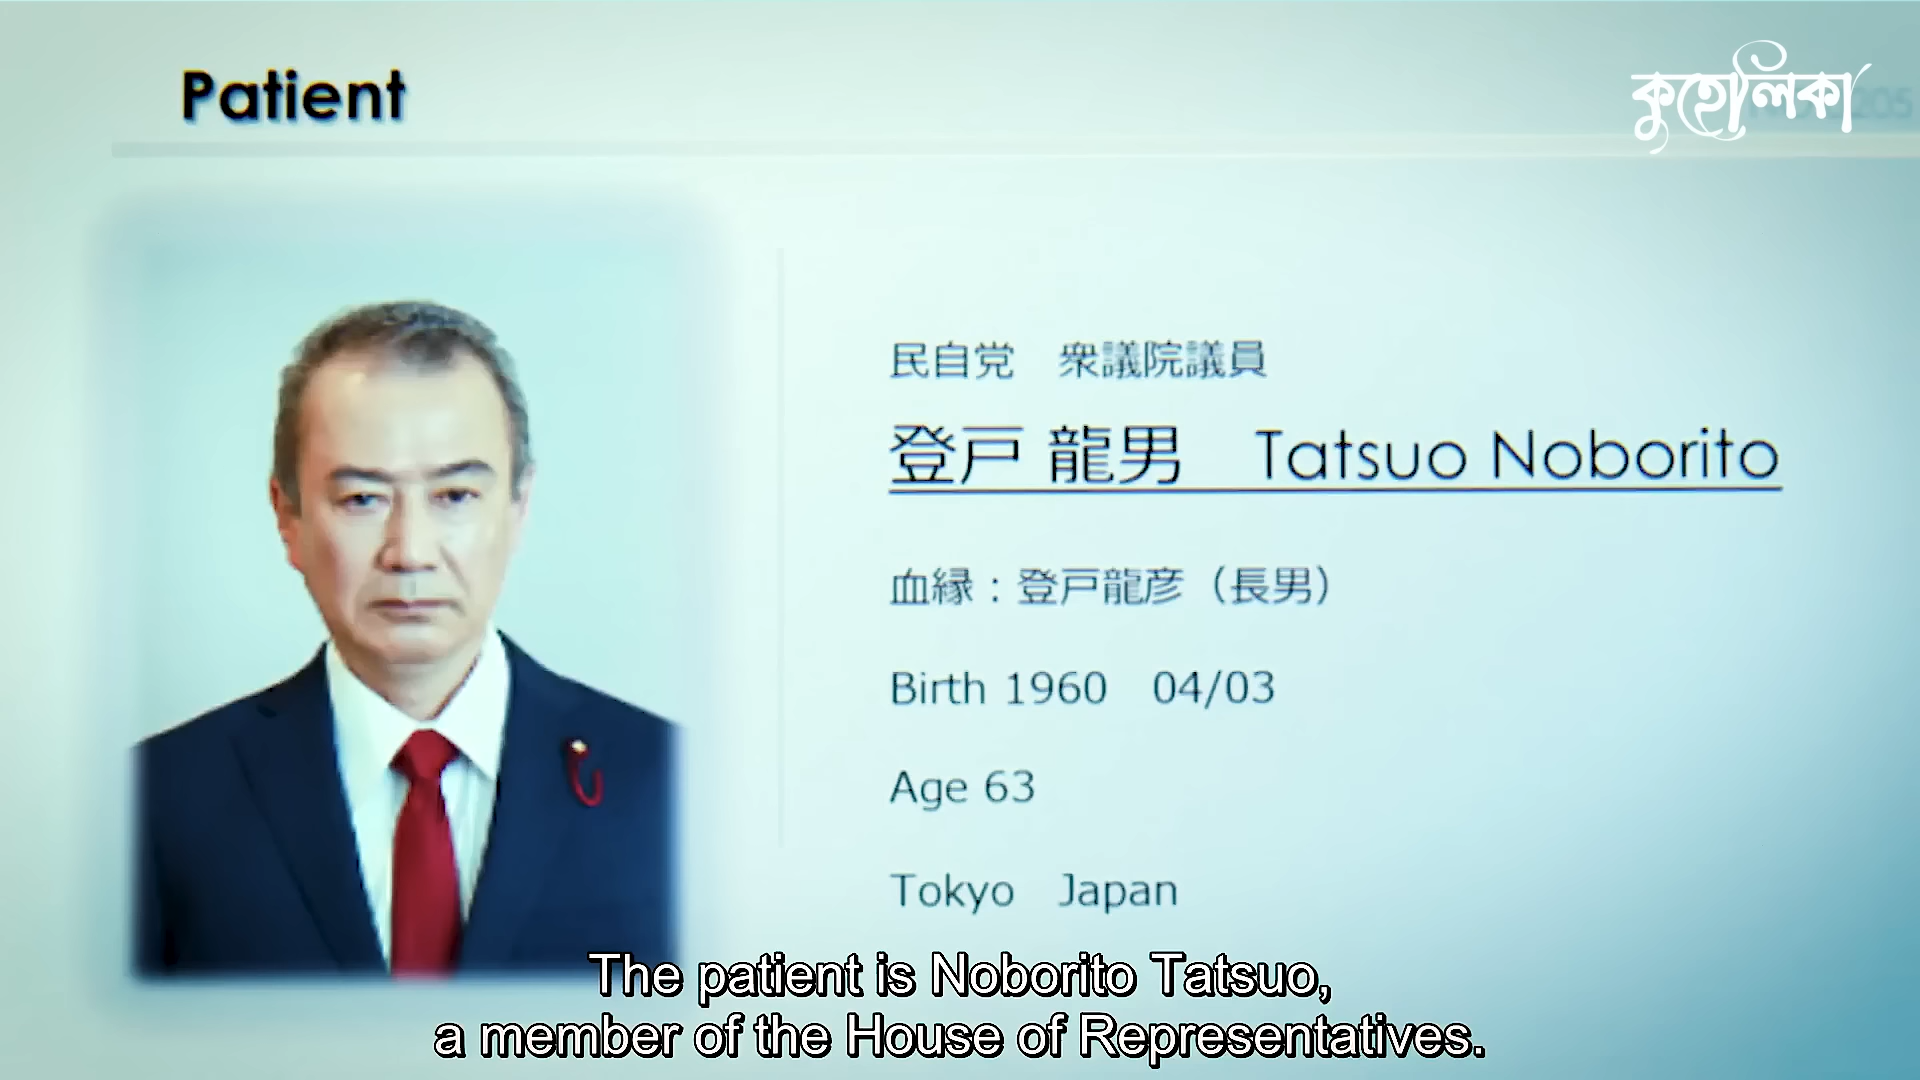 Patient
কুহেলিকা
民自党　衆議院議員
登戸 龍男　Tatsuo Noborito
血縁：登戸龍彦（長男）
Birth 1960　04/03
Age 63
Tokyo　Japan
The patient is Noborito Tatsuo,
a member of the House of Representatives.